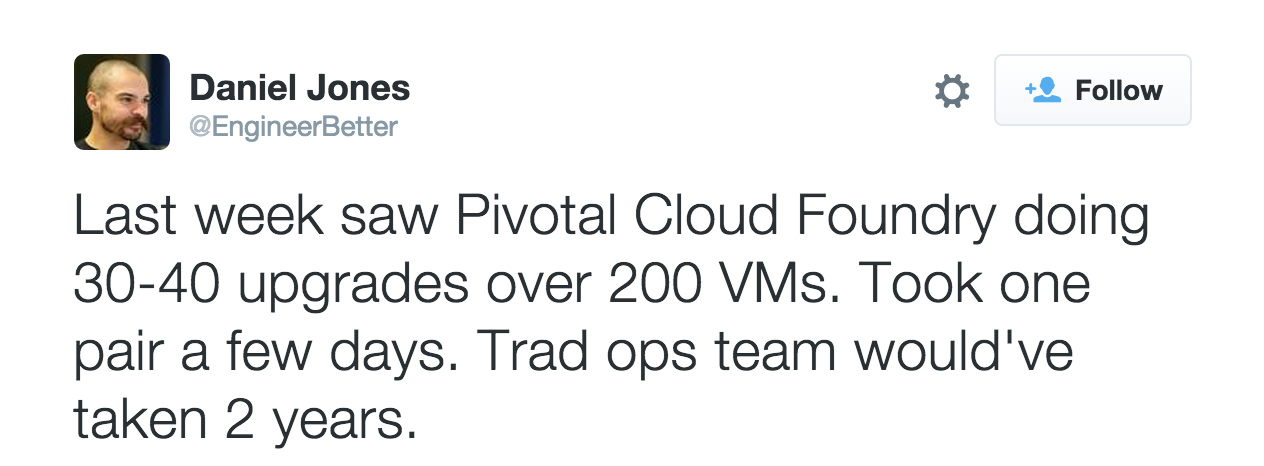 Daniel Jones
@EngineerBetter
Follow
Last week saw Pivotal Cloud Foundry doing
30-40 upgrades over 200 VMs. Took one
pair a few days. Trad ops team would've
taken 2 years.